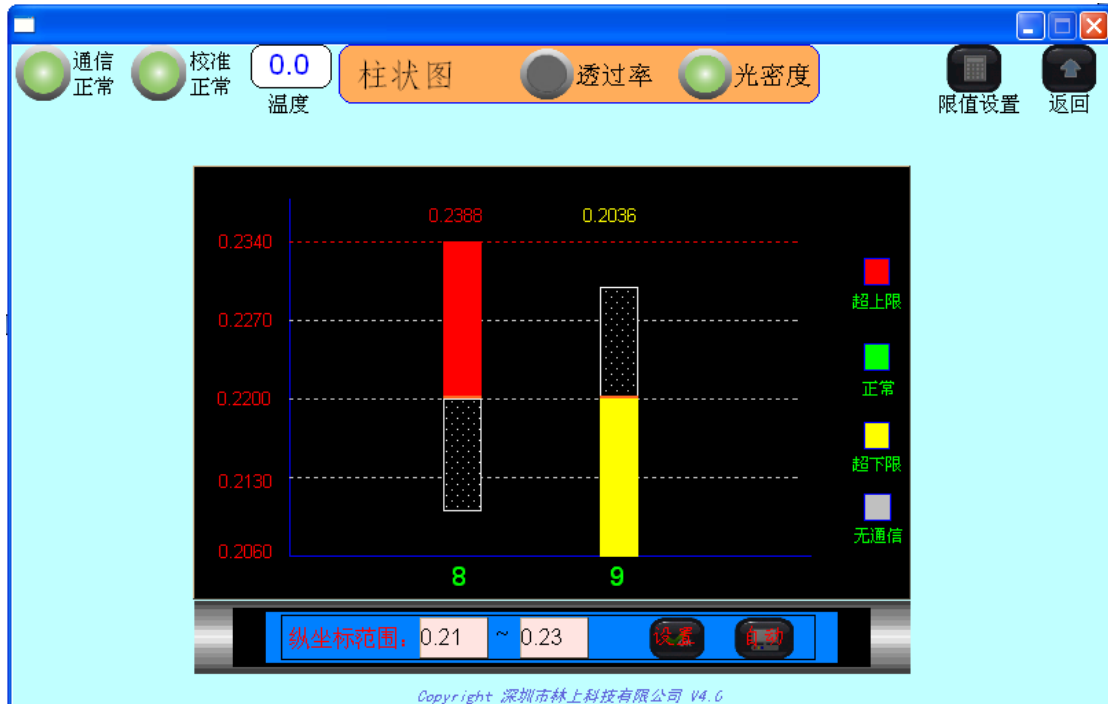 通信
正常
校准
正常
0.0
温度
柱状图
透过率
光密度
限值设置
返回
0.2388
0.2036
0.2340
0.2270
0.2200
0.2130
0.2060
8
9
超上限
正常
超下限
无通信
纵坐标范围：
0.21
~
0.23
设置
自动
Copyright 深圳市林上科技有限公司 V4.0